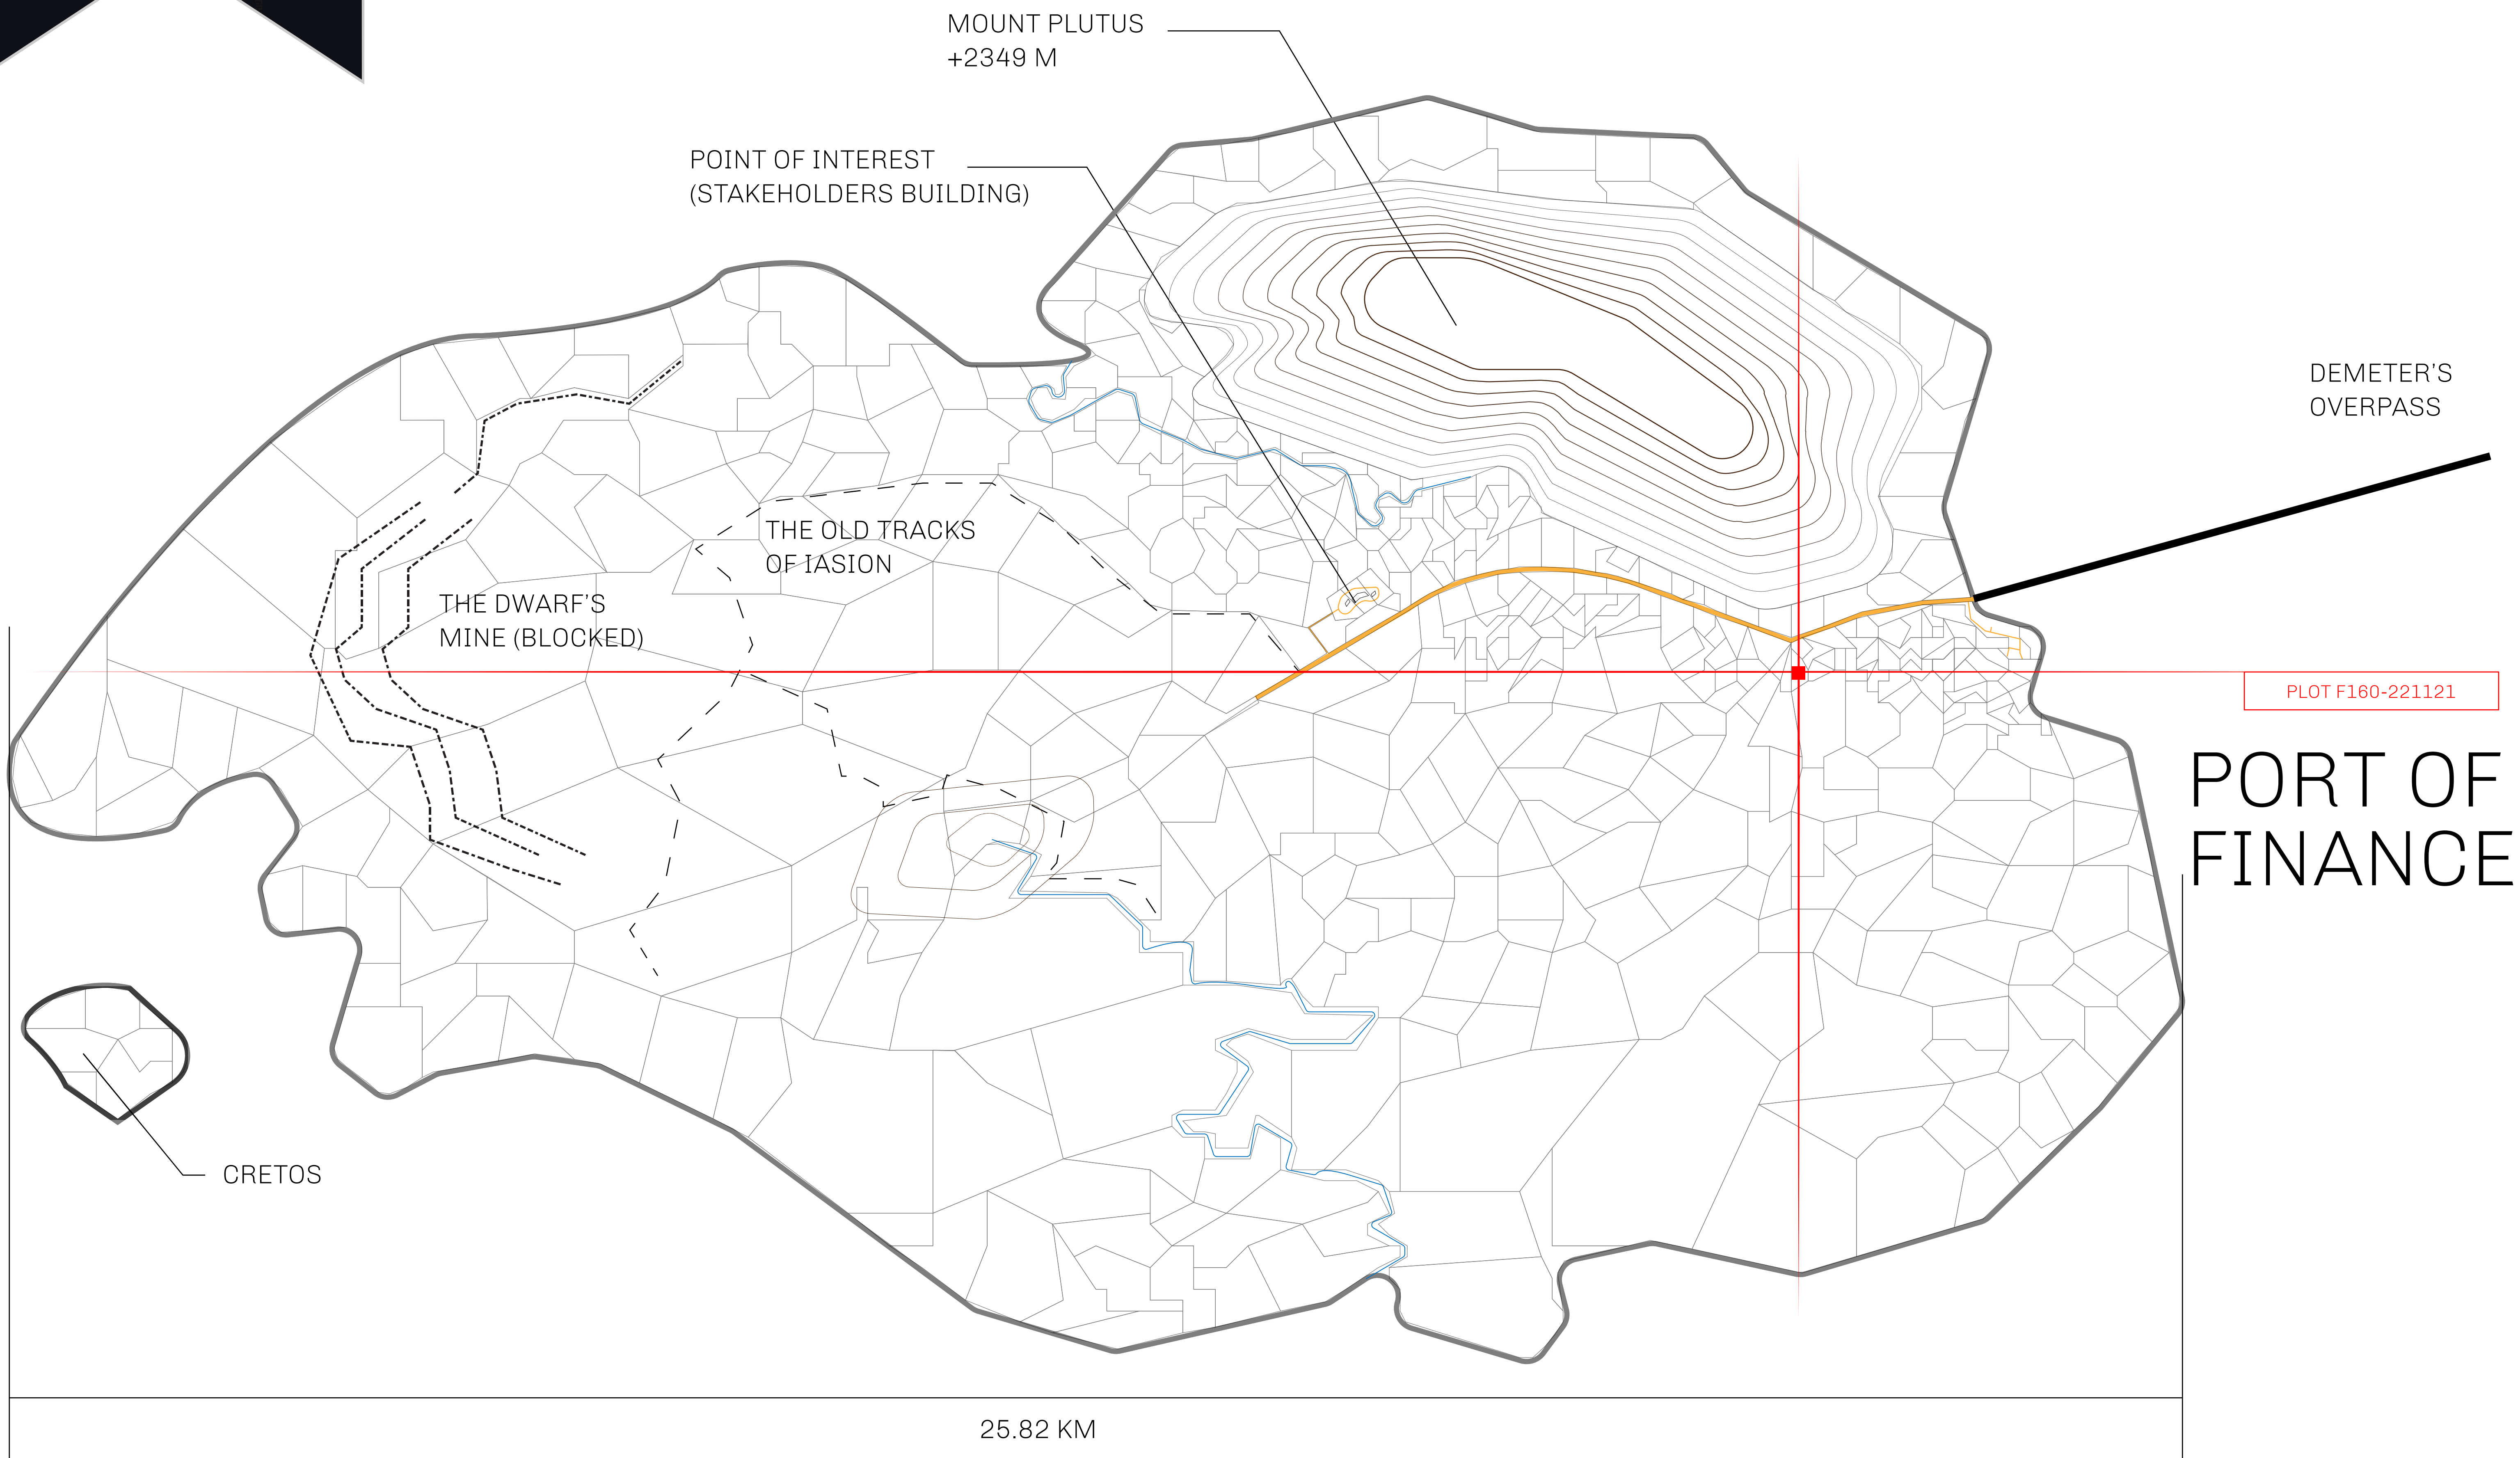 MOUNT PLUTUS
+2349 M
POINT OF INTEREST
(STAKEHOLDERS BUILDING)
DEMETER'S
OVERPASS
THE OLD TRACKS
OF IASION
THE DWARF'S
MINE (BLOCKED)
PLOT F160-221121
PORT OF
FINANCE
CRETOS
25.82 KM